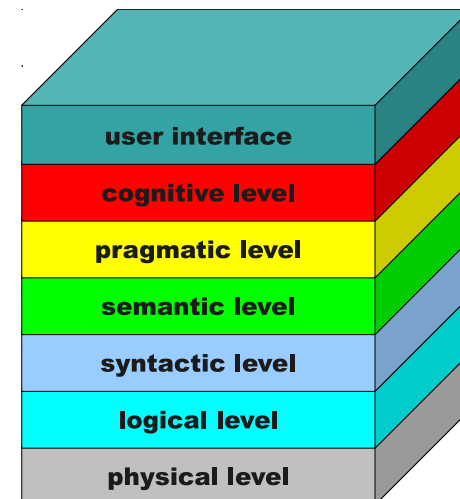 user interface
cognitive level
pragmatic level
semantic level
syntactic level
logical level
physical level